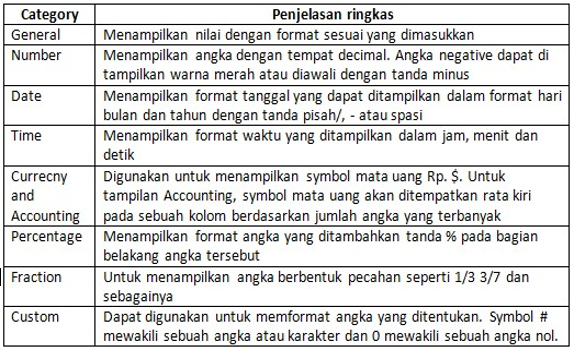 Category Penjelasan ringkas
General Menampilkan nilai dengan format sesuai yang dimasukkan
Number Menampilkan angka dengan tempat decimal. Angka negative dapat di
tampilkan warna merah atau diawali dengan tanda minus
Date Menampilkan format tanggal yang dapat ditampilkan dalam format hari
bulan dan tahun dengan tanda pisah/, - atau spasi
Time Menampilkan format waktu yang ditampilkan dalam jam, menit dan
detik
Currecny Digunakan untuk menampilkan symbol mata uang Rp. $. Untuk
and tampilan Accounting, symbol mata uang akan ditempatkan rata kiri
Accounting pada sebuah kolom berdasarkan jumlah angka yang terbanyak
Percentage Menampilkan format angka yang ditambahkan tanda % pada bagian
belakang angka tersebut
Fraction Untuk menampilkan angka berbentuk pecahan seperti 1/3 3/7 dan
sebagainya
Custom Dapat digunakan untuk memformat angka yang ditentukan. Symbol #
mewakili sebuah angka atau karakter dan 0 mewakili sebuah angka nol.